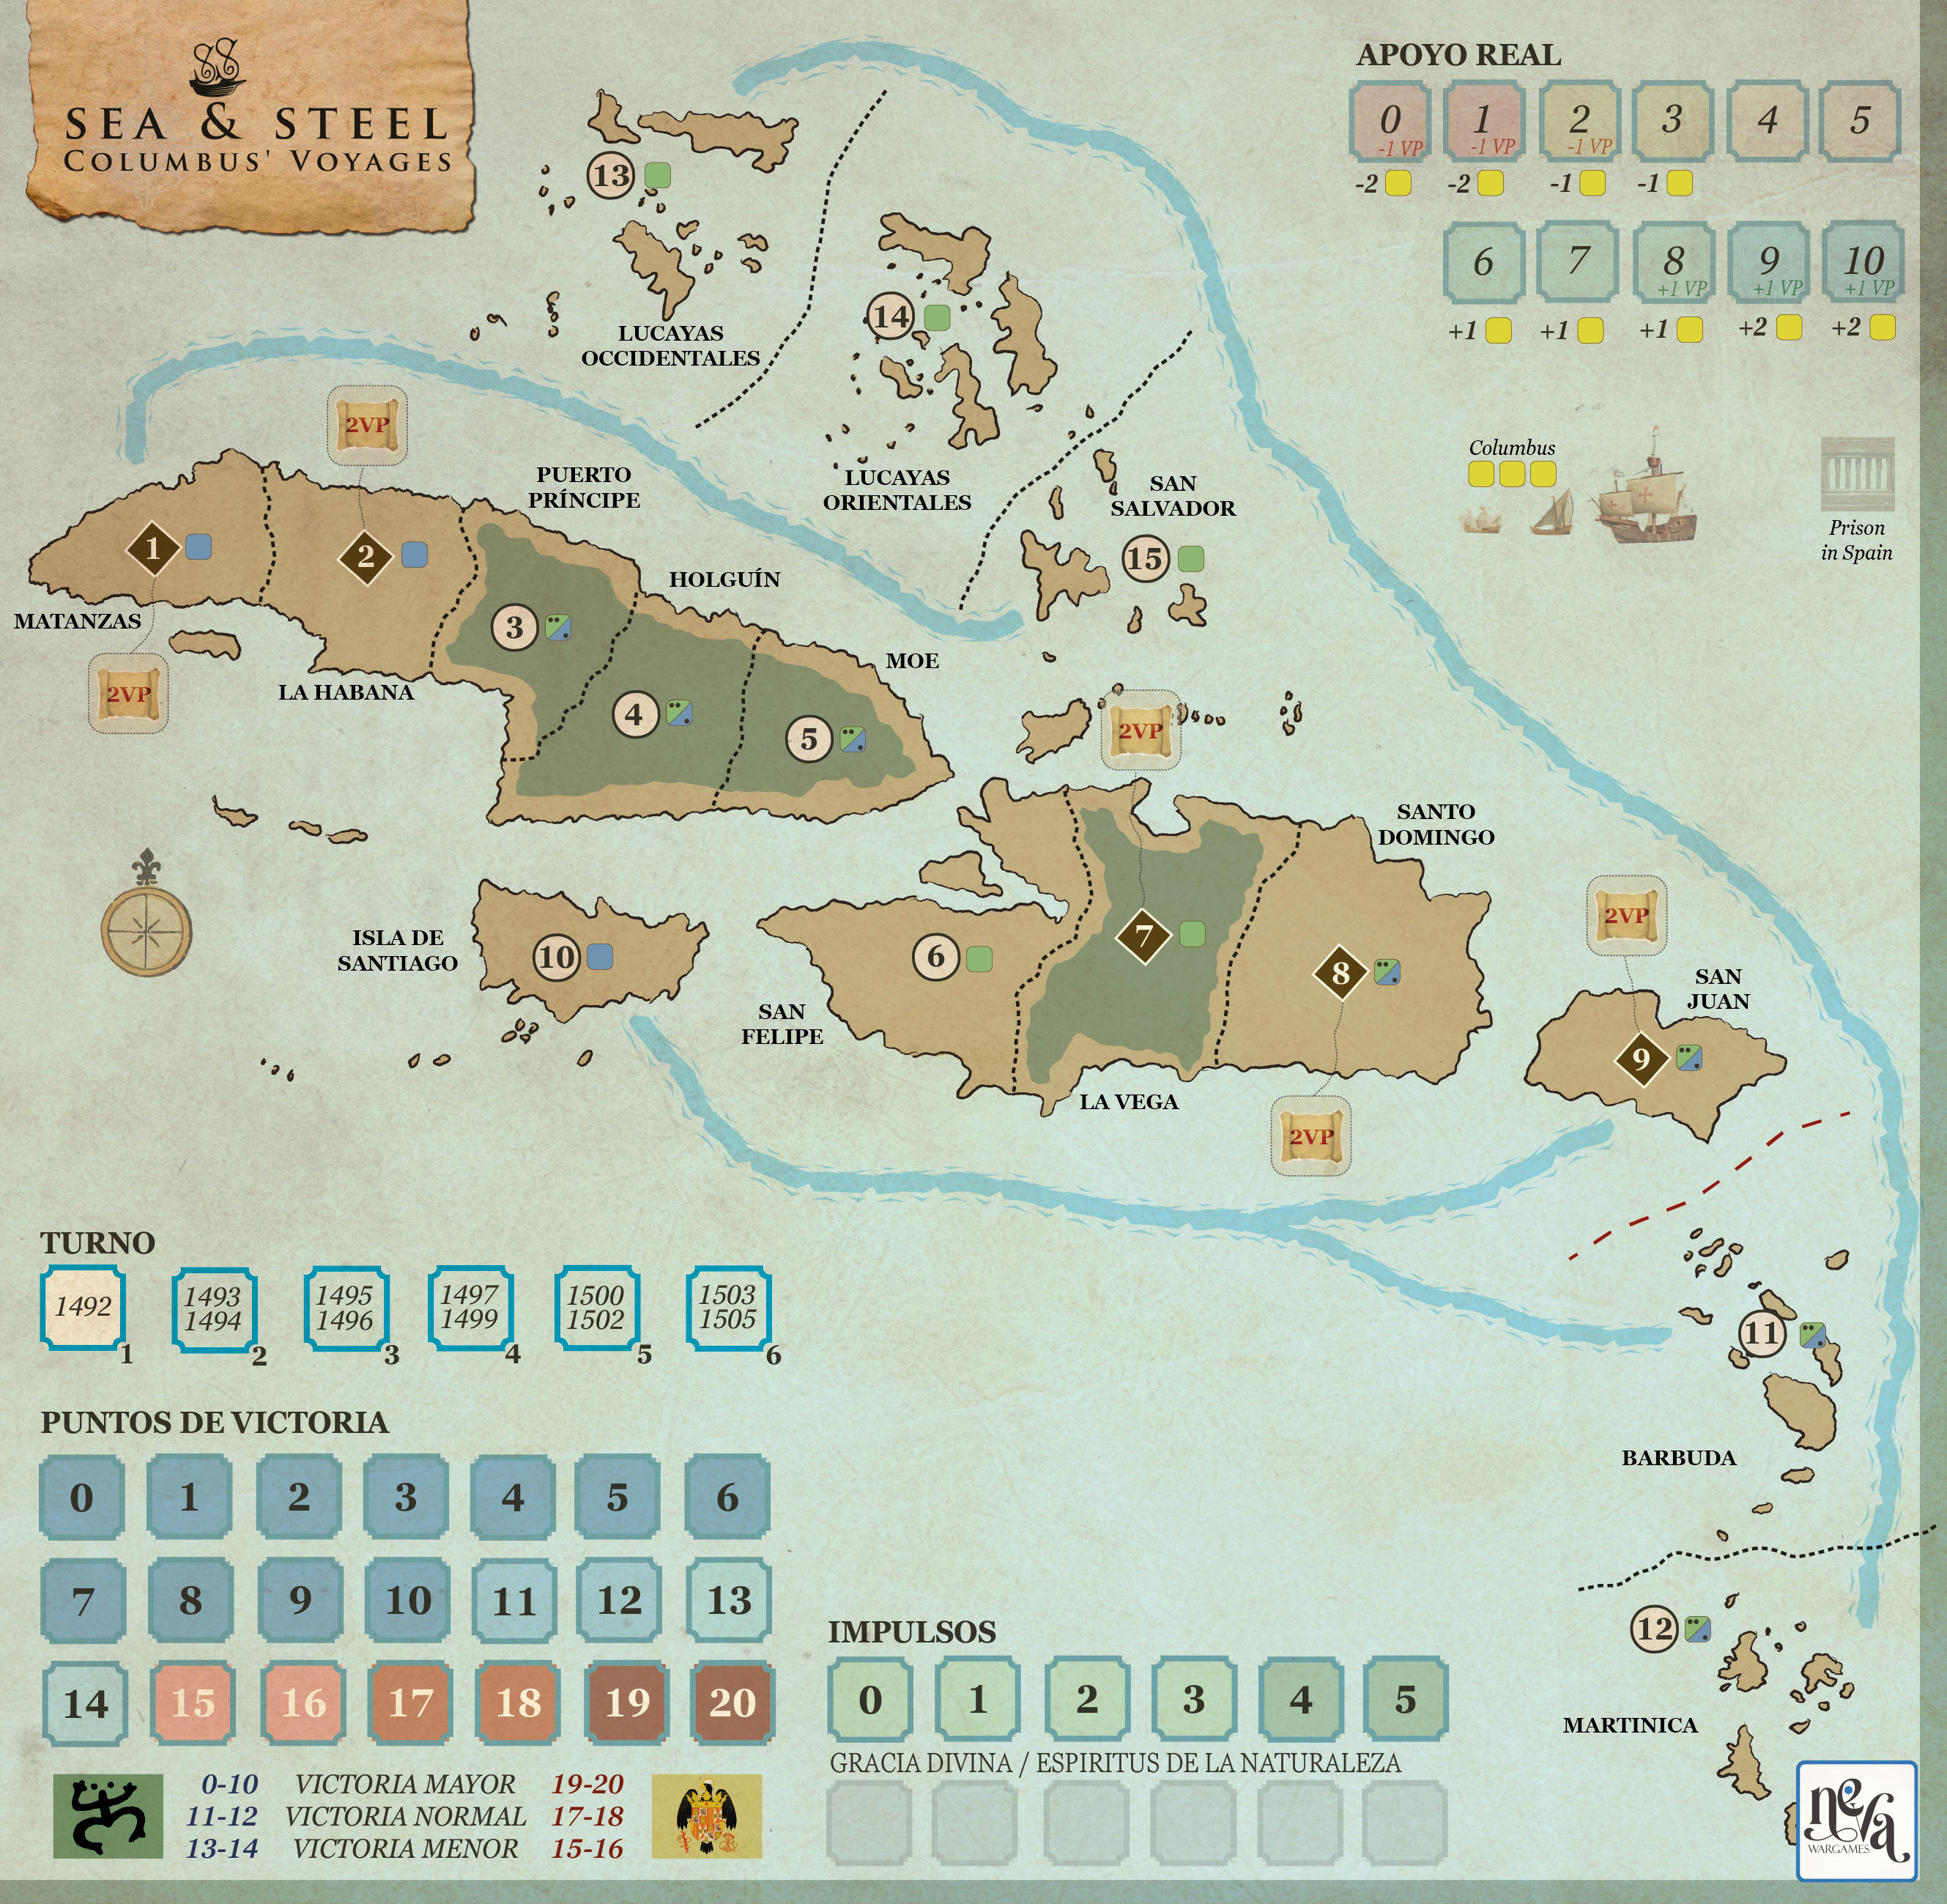 SEA & STEEL
COLUMBUS' VOYAGES
APOYO REAL
0
-1 VP
1
-1 VP
2
-1 VP
3
4
5
-2
-2
-1
-1
6
7
8
+1 VP
9
+1 VP
10
+1 VP
+1
+1
+1
+2
+2
Columbus
Prison
in Spain
13
LUCAYAS
OCCIDENTALES
14
LUCAYAS
ORIENTALES
SAN
SALVADOR
15
2VP
PUERTO
PRÍNCIPE
1
2
HOLGUÍN
MATANZAS
3
MOE
LA HABANA
2VP
4
5
2VP
SANTO
DOMINGO
ISLA DE
SANTIAGO
10
6
7
8
2VP
SAN
JUAN
SAN
FELIPE
9
LA VEGA
2VP
11
BARBUDA
12
MARTINICA
TURNO
1492
1
1493
1494
2
1495
1496
3
1497
1499
4
1500
1502
5
1503
1505
6
PUNTOS DE VICTORIA
0
1
2
3
4
5
6
7
8
9
10
11
12
13
14
15
16
17
18
19
20
0-10 VICTORIA MAYOR 19-20
11-12 VICTORIA NORMAL 17-18
13-14 VICTORIA MENOR 15-16
IMPULSOS
0
1
2
3
4
5
GRACIA DIVINA / ESPIRITUS DE LA NATURALEZA
neva
WARGAMES